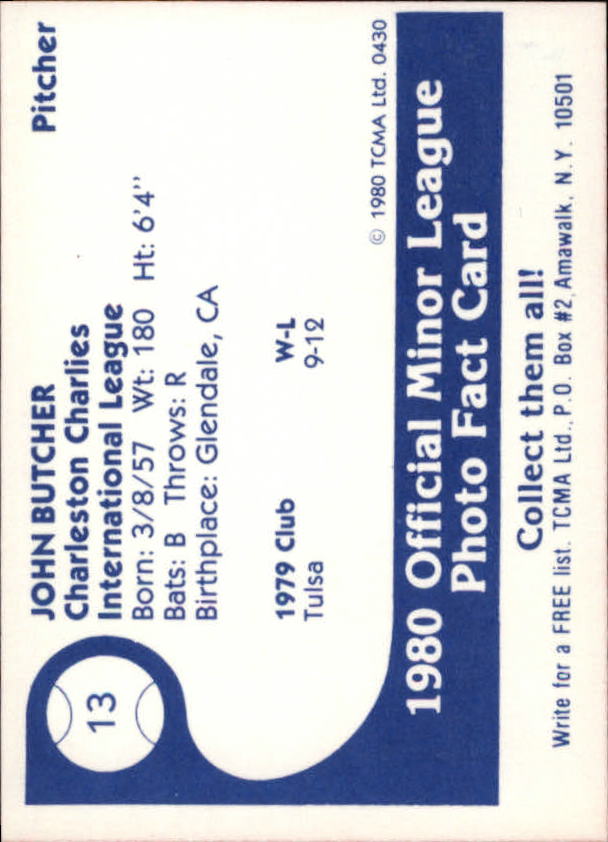 13
JOHN BUTCHER Pitcher
Charleston Charlies
International League
Born: 3/8/57 Wt: 180 Ht: 6'4"
Bats: B Throws: R
Birthplace: Glendale, CA
1979 Club W-L
Tulsa 9-12
© 1980 TCMA Ltd. 0430
1980 Official Minor League
Photo Fact Card
Collect them all!
Write for a FREE list. TCMA Ltd., P.O. Box #2, Amawalk, N.Y. 10501